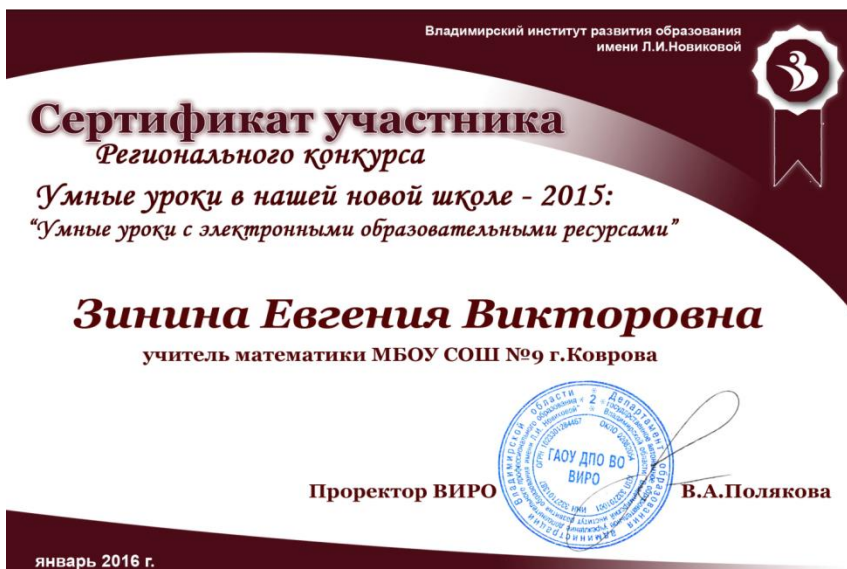 Владимирский институт развития образования
имени Л.И.Новиковой
Сертификат участника
Регионального конкурса
Умные уроки в нашей новой школе - 2015:
“Умные уроки с электронными образовательными ресурсами”
Зинина Евгения Викторовна
учитель математики МБОУ СОШ №9 г.Коврова
ГАОУ ДПО ВО
ВИРО
Проректор ВИРО
В.А.Полякова
январь 2016 г.